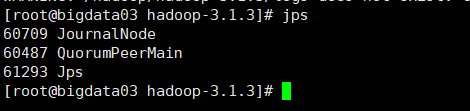 [root@bigdata03 hadoop-3.1.3]# jps
60709 JournalNode
60487 QuorumPeerMain
61293 Jps
[root@bigdata03 hadoop-3.1.3]#